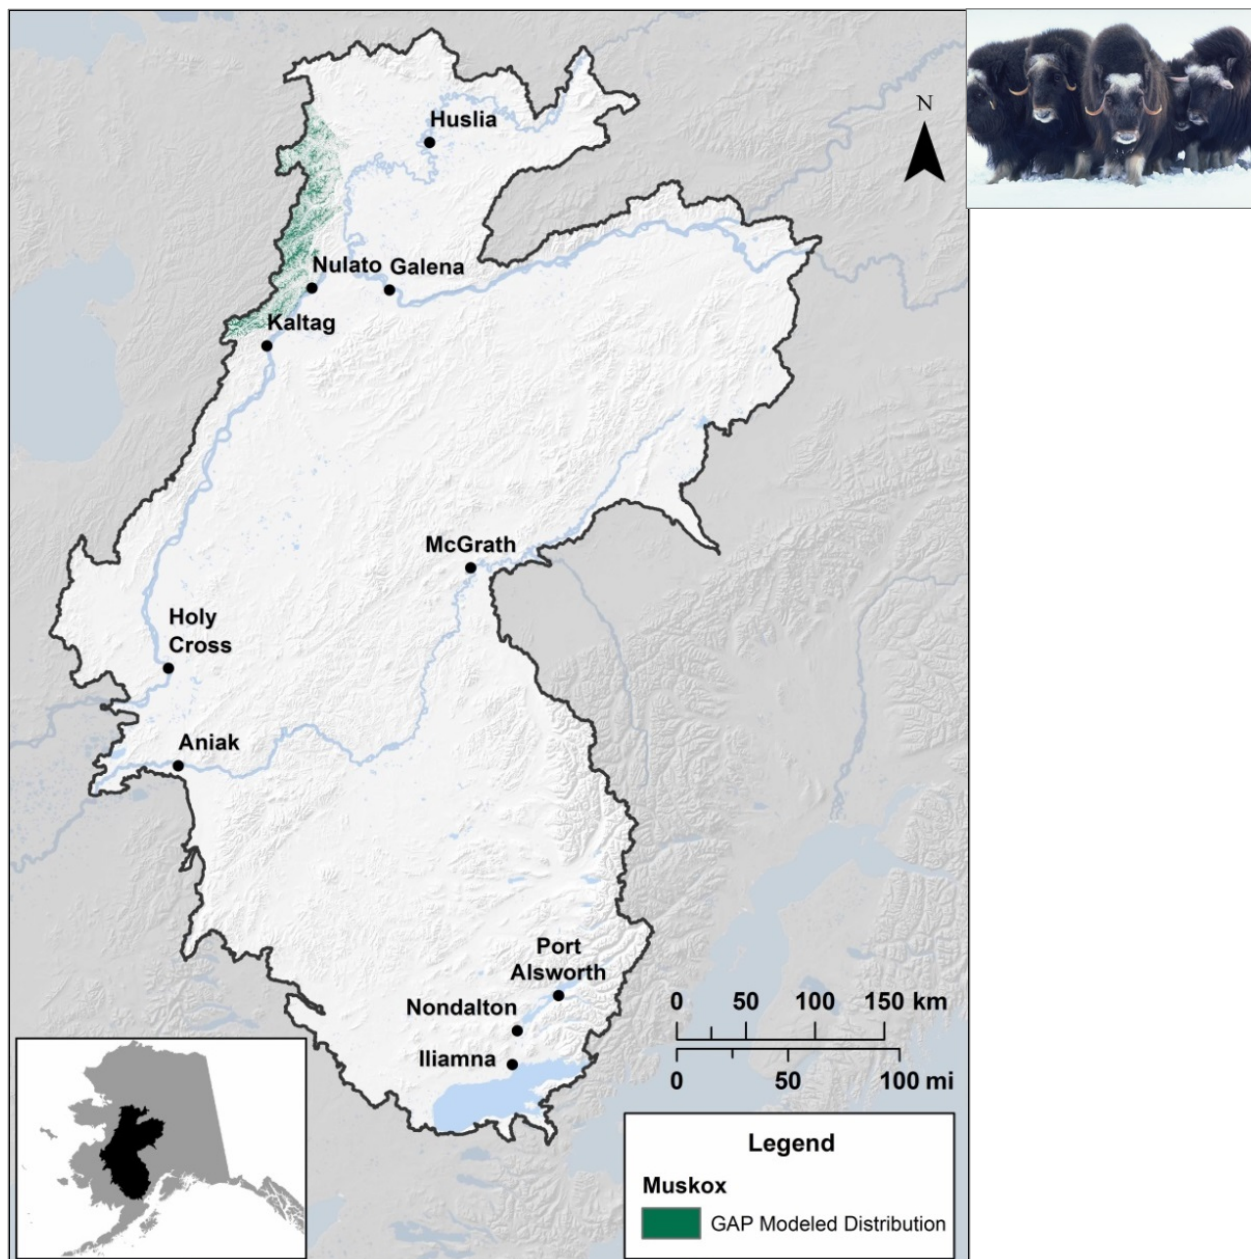 N
Huslia
Nulato
Galena
Kaltag
McGrath
Holy
Cross
Aniak
Port
Alsworth
Nondalton
Iliamna
0 50 100 150 km
0 50 100 mi
Legend
Muskox
GAP Modeled Distribution